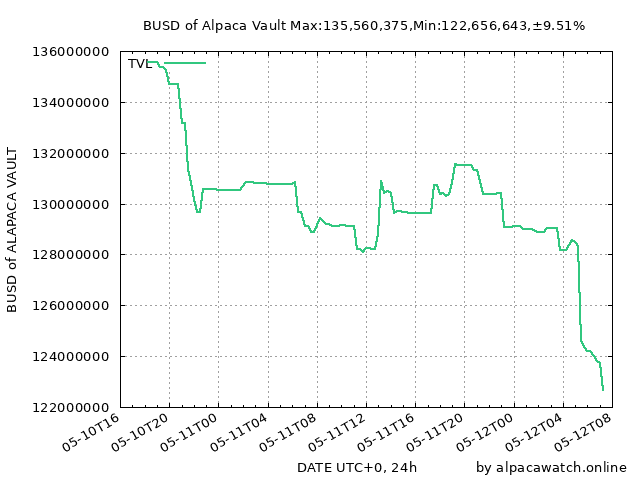 BUSD of Alpaca Vault Max:135,560,375,Min:122,656,643,±9.51%
136000000
TVL
134000000
132000000
130000000
128000000
126000000
124000000
122000000
BUSD of ALAPACA VAULT
05-10T16
05-10T20
05-11T00
05-11T04
05-11T08
05-11T12
05-11T16
05-11T20
05-12T00
05-12T04
05-12T08
DATE UTC+0, 24h
by alpacawatch.online